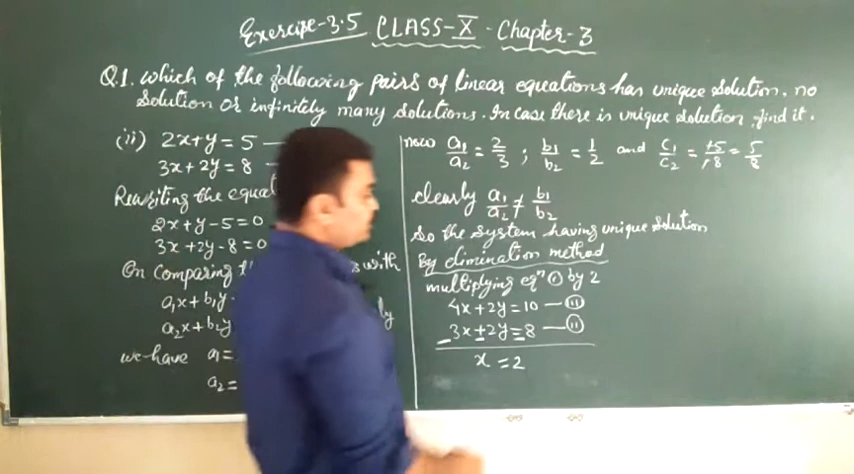 Exercise-3.5 CLASS-X - Chapter-3
Q.1. which of the following pairs of linear equations has unique solution, no
solution or infinitely many solutions. In case there is unique solution, find it.
(ii) 2x+y=5 —
3x+2y=8 -
Rewriting the
2x+y-5=0
3x+2y-8=0
On comparing with
a₁x+b₁y
a₂x+b₂y ly
we have a₁=
a₂=
now a₁/a₂ = 2/3 ; b₁/b₂ = 1/2 and c₁/c₂ = -5/-8 = 5/8
clearly a₁/a₂ ≠ b₁/b₂
So the system having unique solution
By elimination method
multiplying eqⁿ ① by 2
4x+2y=10 — (iii)
3x+2y=8 — (ii)
x=2